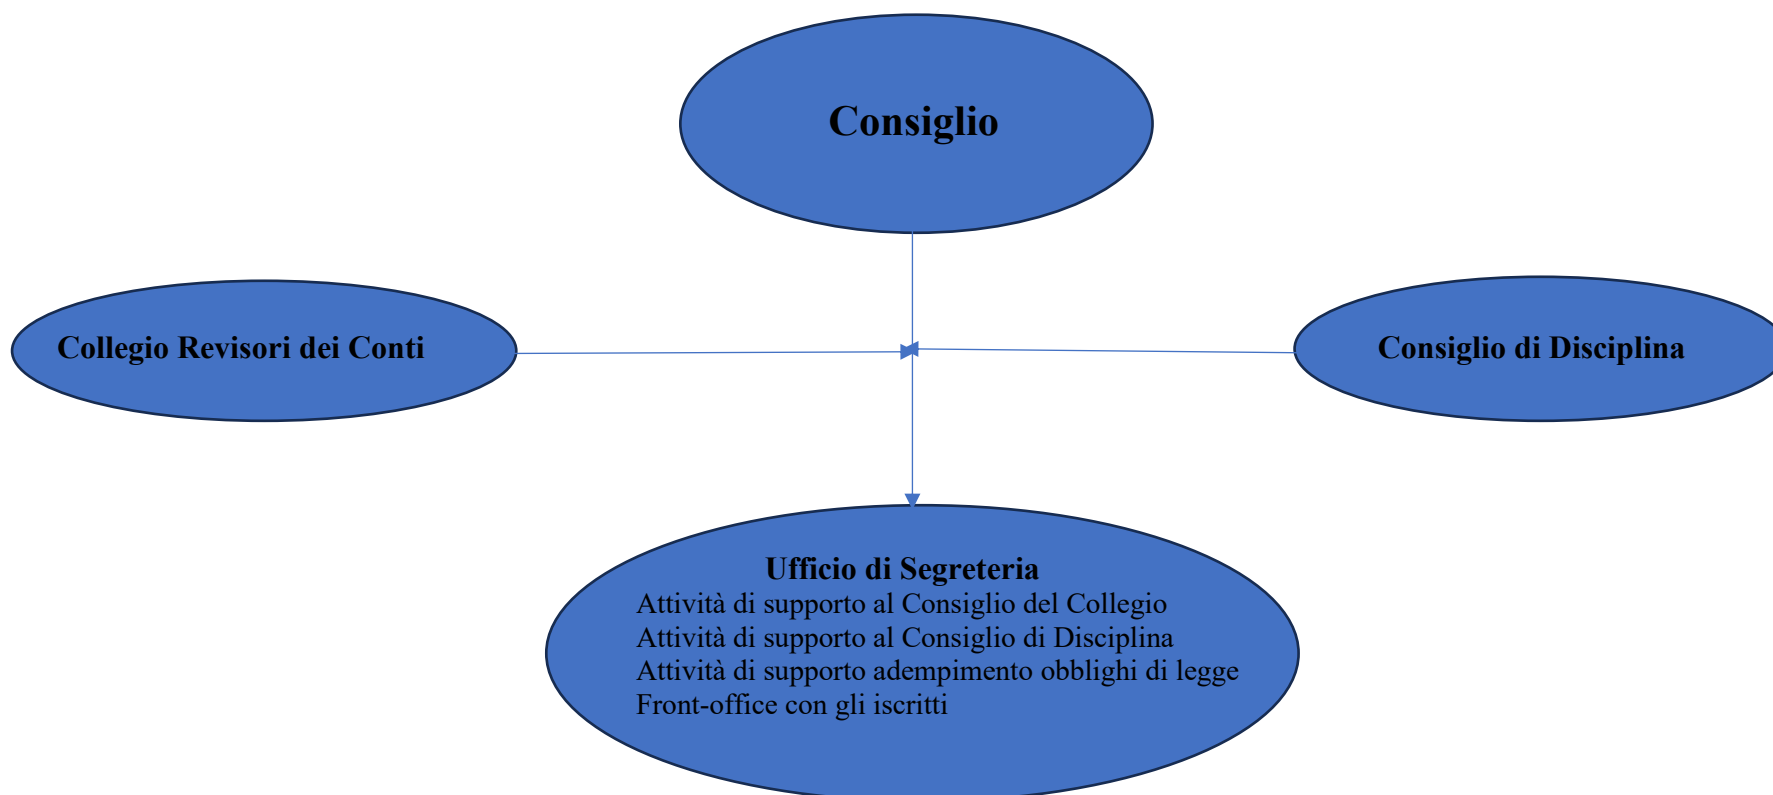 Consiglio
Collegio Revisori dei Conti
Consiglio di Disciplina
Ufficio di Segreteria
Attività di supporto al Consiglio del Collegio
Attività di supporto al Consiglio di Disciplina
Attività di supporto adempimento obblighi di legge
Front-office con gli iscritti